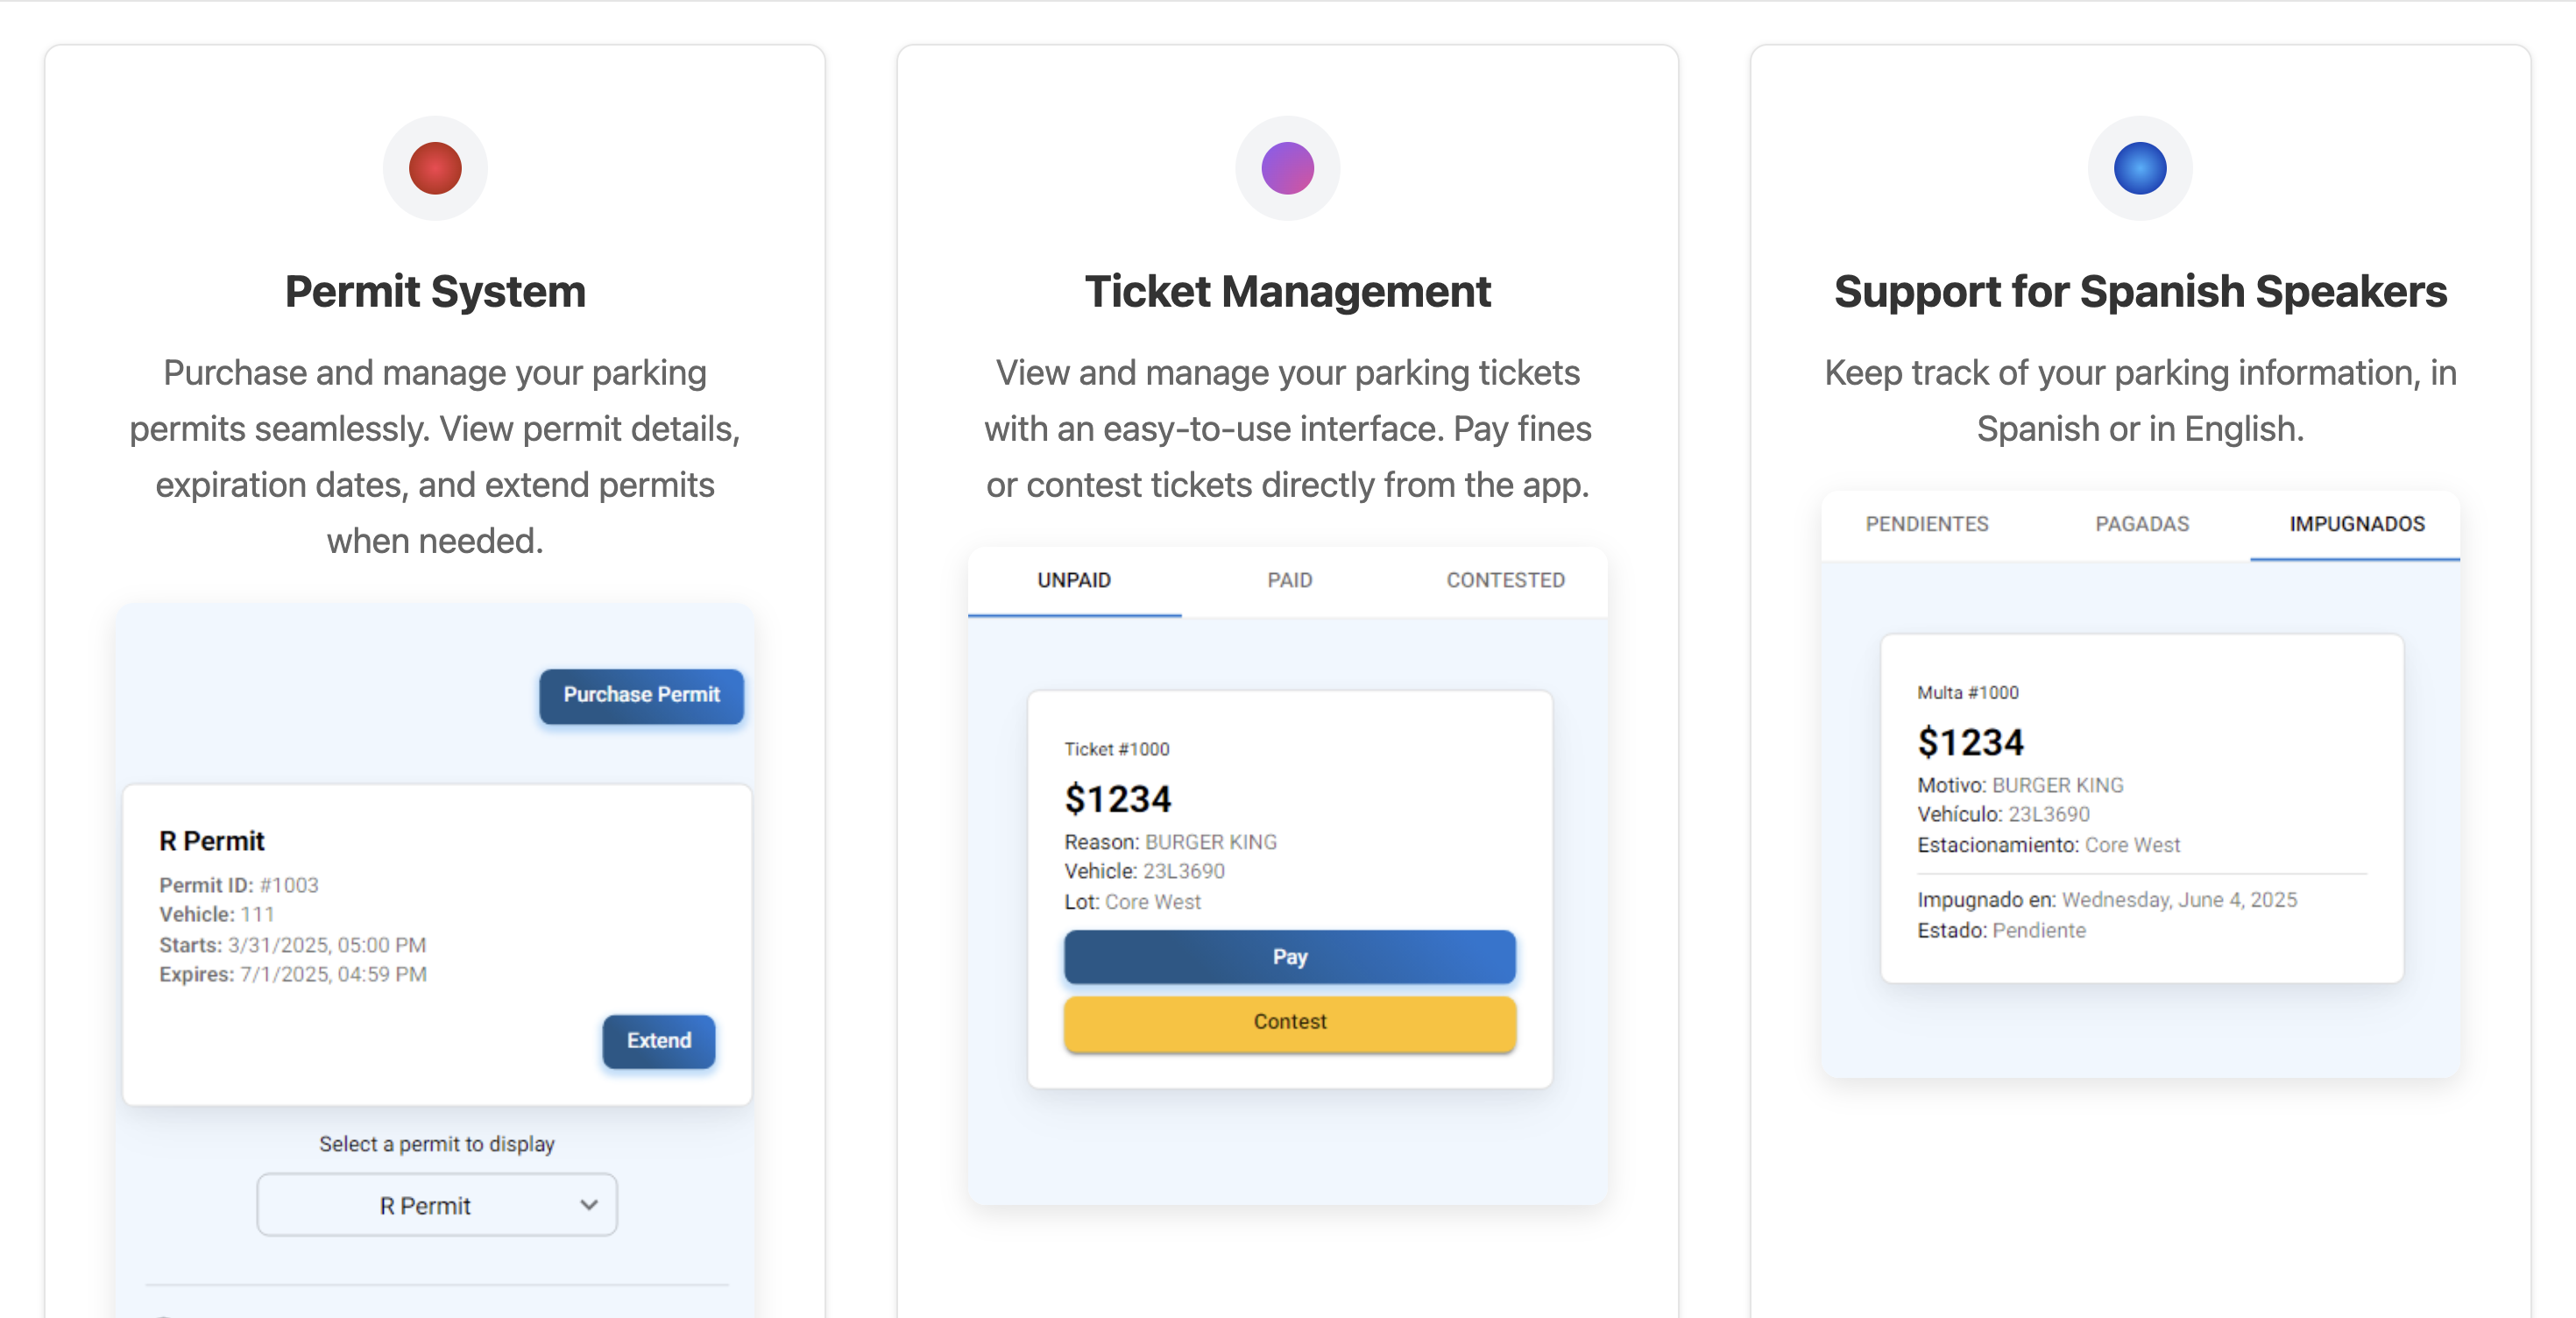 Permit System
Purchase and manage your parking
permits seamlessly. View permit details,
expiration dates, and extend permits
when needed.
Purchase Permit
R Permit
Permit ID: #1003
Vehicle: 111
Starts: 3/31/2025, 05:00 PM
Expires: 7/1/2025, 04:59 PM
Extend
Select a permit to display
R Permit
Ticket Management
View and manage your parking tickets
with an easy-to-use interface. Pay fines
or contest tickets directly from the app.
UNPAID PAID CONTESTED
Ticket #1000
$1234
Reason: BURGER KING
Vehicle: 23L3690
Lot: Core West
Pay
Contest
Support for Spanish Speakers
Keep track of your parking information, in
Spanish or in English.
PENDIENTES PAGADAS IMPUGNADOS
Multa #1000
$1234
Motivo: BURGER KING
Vehículo: 23L3690
Estacionamiento: Core West
Impugnado en: Wednesday, June 4, 2025
Estado: Pendiente